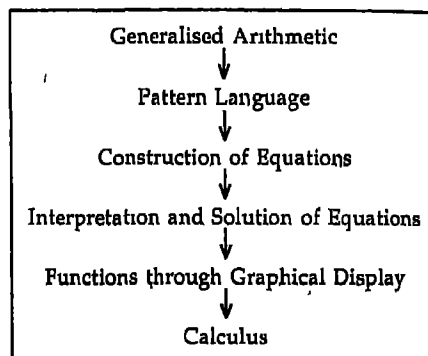 Generalised Arithmetic
Pattern Language
Construction of Equations
Interpretation and Solution of Equations
Functions through Graphical Display
Calculus